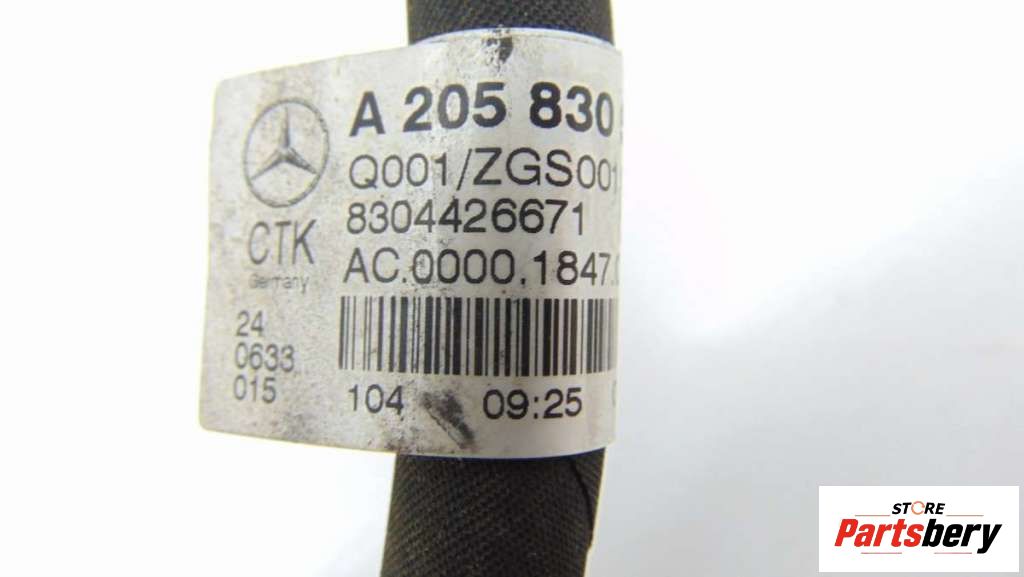 A 205 830
Q001/ZGS001
8304426671
AC.0000.1847.
CTK
Germany
24
0633
015
104 09:25
STORE
Partsbery